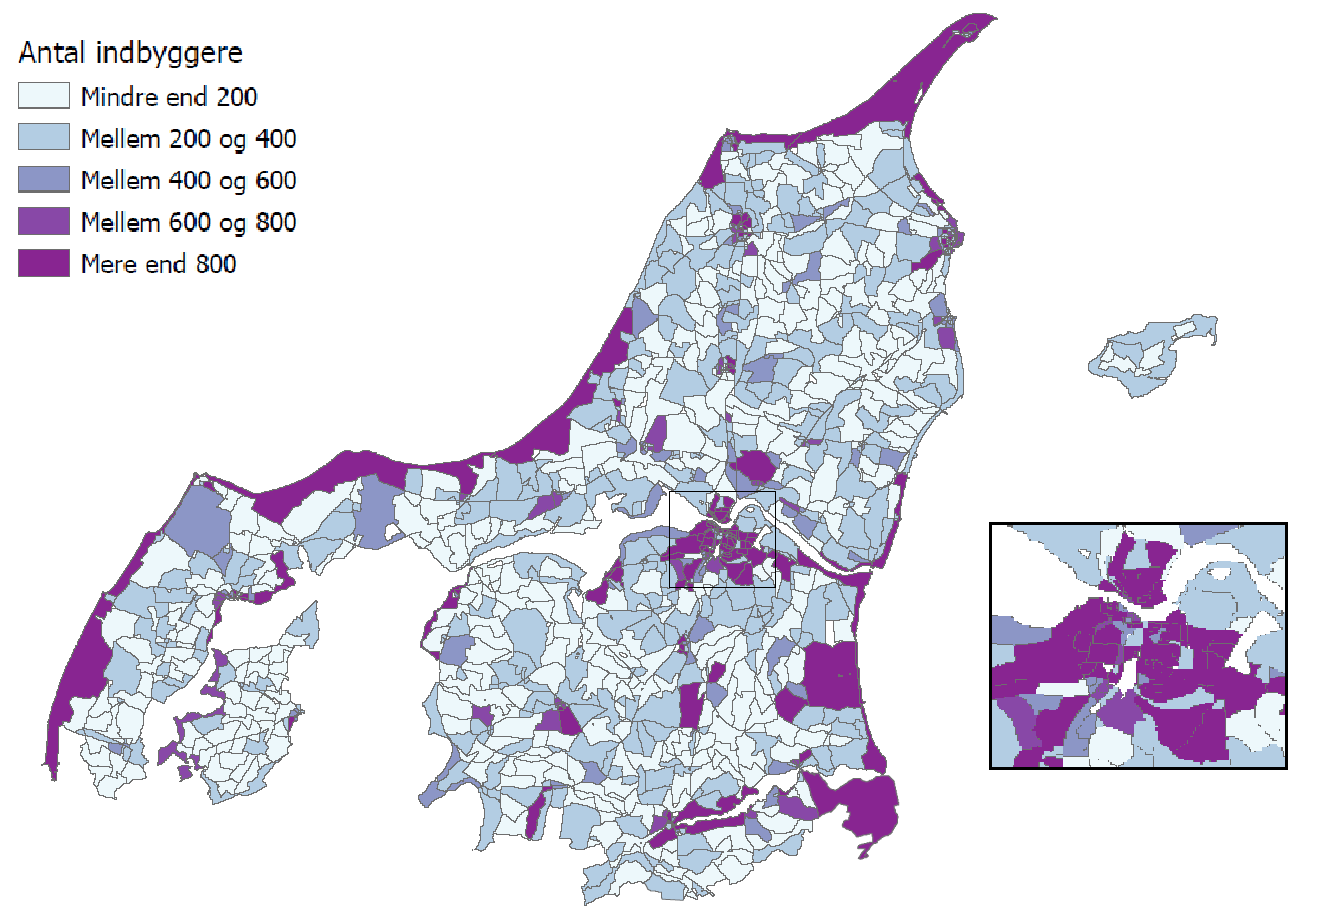 Antal indbyggere
Mindre end 200
Mellem 200 og 400
Mellem 400 og 600
Mellem 600 og 800
Mere end 800